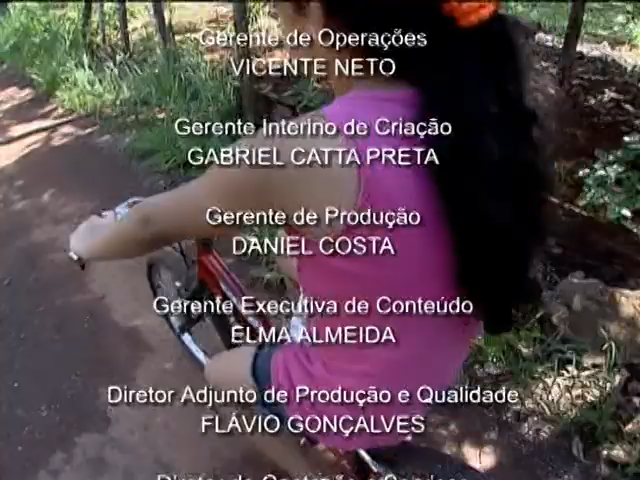 Gerente de Operações
VICENTE NETO
Gerente Interino de Criação
GABRIEL CATTA PRETA
Gerente de Produção
DANIEL COSTA
Gerente Executiva de Conteúdo
ELMA ALMEIDA
Diretor Adjunto de Produção e Qualidade
FLÁVIO GONÇALVES